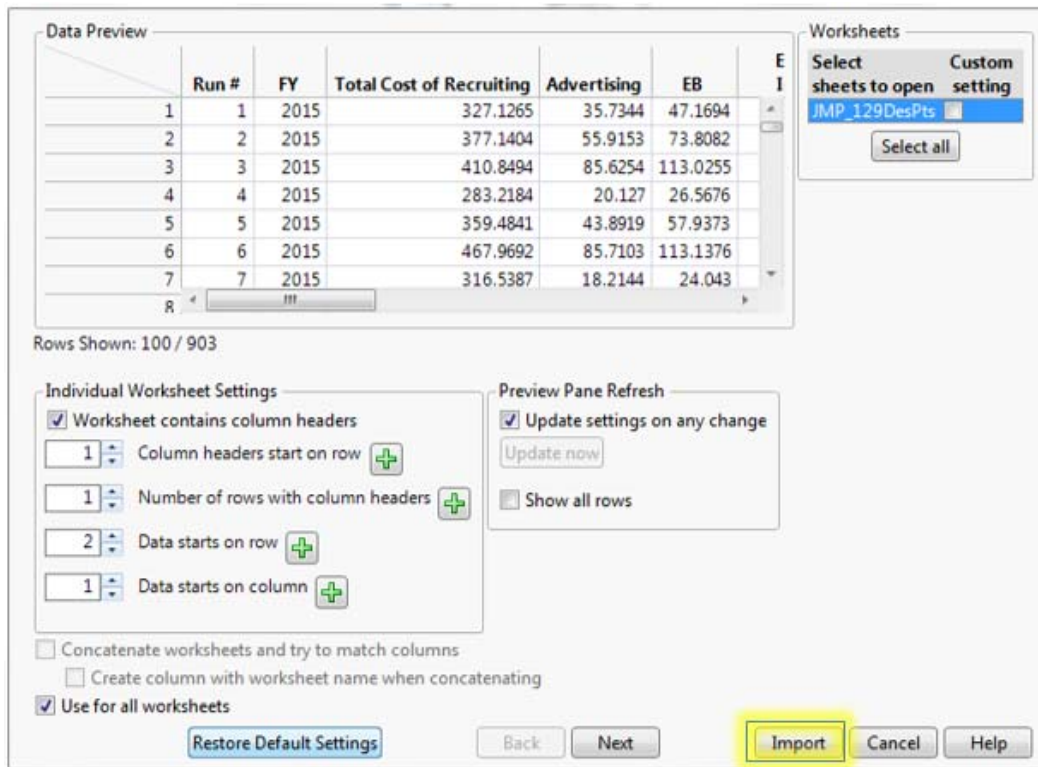 Data Preview
Run # FY Total Cost of Recruiting Advertising EB E I
1 1 2015 327.1265 35.7344 47.1694
2 2 2015 377.1404 55.9153 73.8082
3 3 2015 410.8494 85.6254 113.0255
4 4 2015 283.2184 20.127 26.5676
5 5 2015 359.4841 43.8919 57.9373
6 6 2015 467.9692 85.7103 113.1376
7 7 2015 316.5387 18.2144 24.043
8
Rows Shown: 100 / 903
Worksheets
Select Custom
sheets to open setting
JMP_129DesPts
Select all
Individual Worksheet Settings
Worksheet contains column headers
1 Column headers start on row
1 Number of rows with column headers
2 Data starts on row
1 Data starts on column
Preview Pane Refresh
Update settings on any change
Update now
Show all rows
Concatenate worksheets and try to match columns
Create column with worksheet name when concatenating
Use for all worksheets
Restore Default Settings Back Next Import Cancel Help